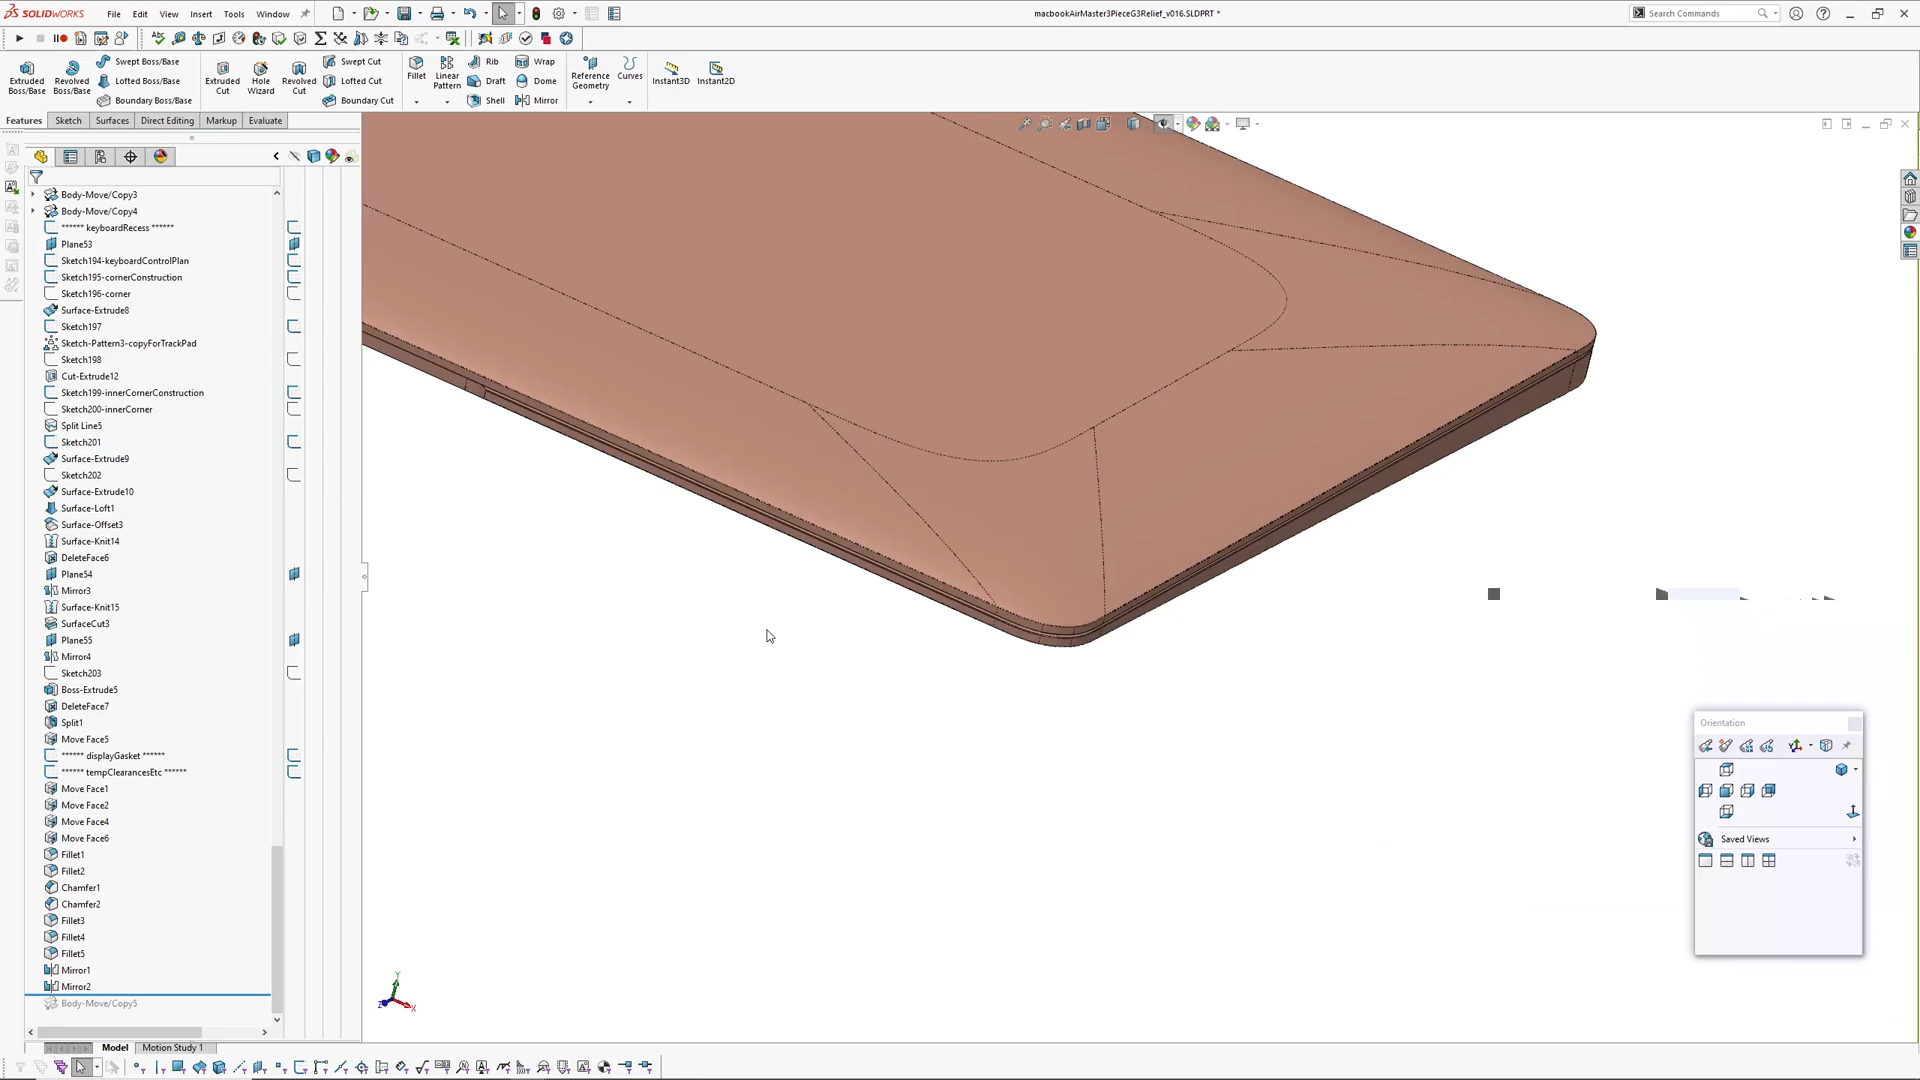 SOLIDWORKS
File
Edit
View
Insert
Tools
Window
macbookAirMaster3PieceG3Relief_v016.SLDPRT *
Search Commands
Extruded Boss/Base
Revolved Boss/Base
Swept Boss/Base
Lofted Boss/Base
Boundary Boss/Base
Extruded Cut
Hole Wizard
Revolved Cut
Swept Cut
Lofted Cut
Boundary Cut
Fillet
Linear Pattern
Rib
Draft
Shell
Wrap
Dome
Mirror
Reference Geometry
Curves
Instant3D
Instant2D
Features
Sketch
Surfaces
Direct Editing
Markup
Evaluate
Body-Move/Copy3
Body-Move/Copy4
****** keyboardRecess ******
Plane53
Sketch194-keyboardControlPlan
Sketch195-cornerConstruction
Sketch196-corner
Surface-Extrude8
Sketch197
Sketch-Pattern3-copyForTrackPad
Sketch198
Cut-Extrude12
Sketch199-innerCornerConstruction
Sketch200-innerCorner
Split Line5
Sketch201
Surface-Extrude9
Sketch202
Surface-Extrude10
Surface-Loft1
Surface-Offset3
Surface-Knit14
DeleteFace6
Plane54
Mirror3
Surface-Knit15
SurfaceCut3
Plane55
Mirror4
Sketch203
Boss-Extrude5
DeleteFace7
Split1
Move Face5
****** displayGasket ******
****** tempClearancesEtc ******
Move Face1
Move Face2
Move Face4
Move Face6
Fillet1
Fillet2
Chamfer1
Chamfer2
Fillet3
Fillet4
Fillet5
Mirror1
Mirror2
Body-Move/Copy5
Orientation
Saved Views
Y
Z
X
Model
Motion Study 1